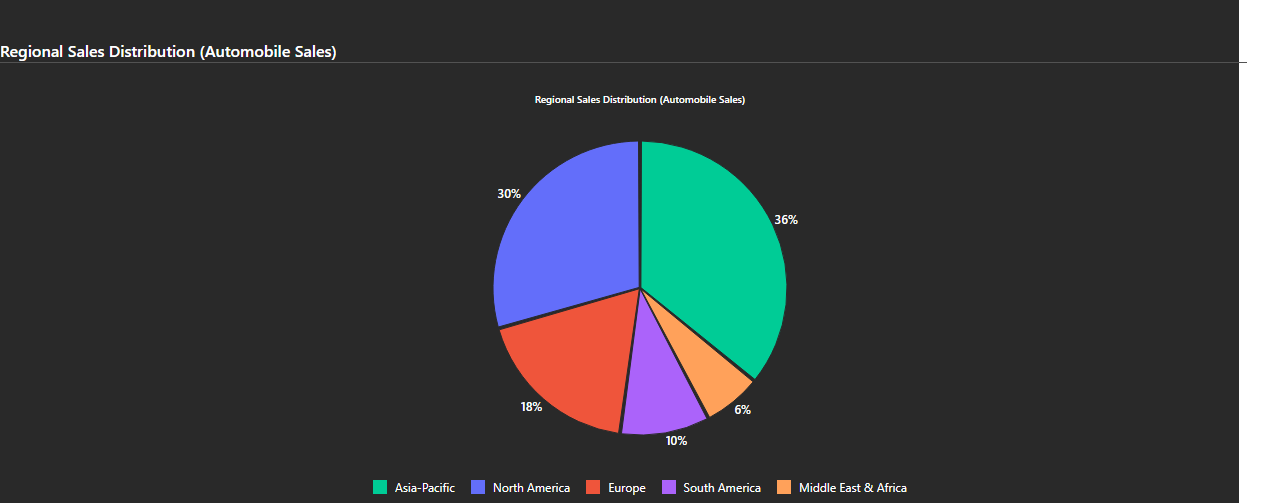 Regional Sales Distribution (Automobile Sales)
Regional Sales Distribution (Automobile Sales)
30%
36%
18%
6%
10%
Asia-Pacific North America Europe South America Middle East & Africa